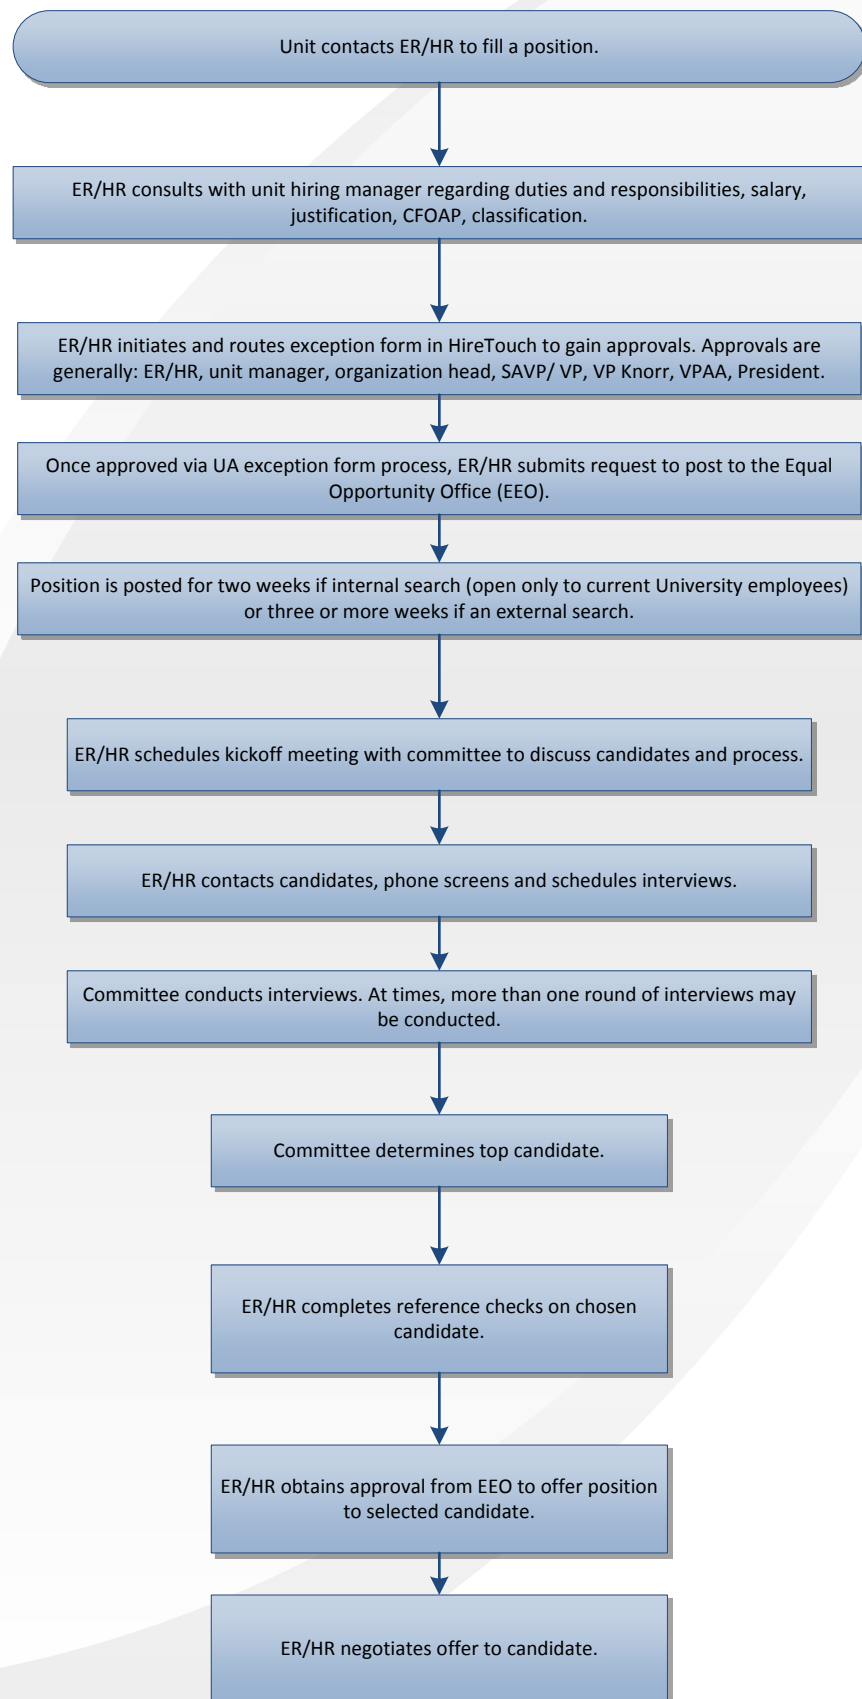 Unit contacts ER/HR to fill a position.
ER/HR consults with unit hiring manager regarding duties and responsibilities, salary,
justification, CFOAP, classification.
ER/HR initiates and routes exception form in HireTouch to gain approvals. Approvals are
generally: ER/HR, unit manager, organization head, SAVP/ VP, VP Knorr, VPAA, President.
Once approved via UA exception form process, ER/HR submits request to post to the Equal
Opportunity Office (EEO).
Position is posted for two weeks if internal search (open only to current University employees)
or three or more weeks if an external search.
ER/HR schedules kickoff meeting with committee to discuss candidates and process.
ER/HR contacts candidates, phone screens and schedules interviews.
Committee conducts interviews. At times, more than one round of interviews may
be conducted.
Committee determines top candidate.
ER/HR completes reference checks on chosen
candidate.
ER/HR obtains approval from EEO to offer position
to selected candidate.
ER/HR negotiates offer to candidate.